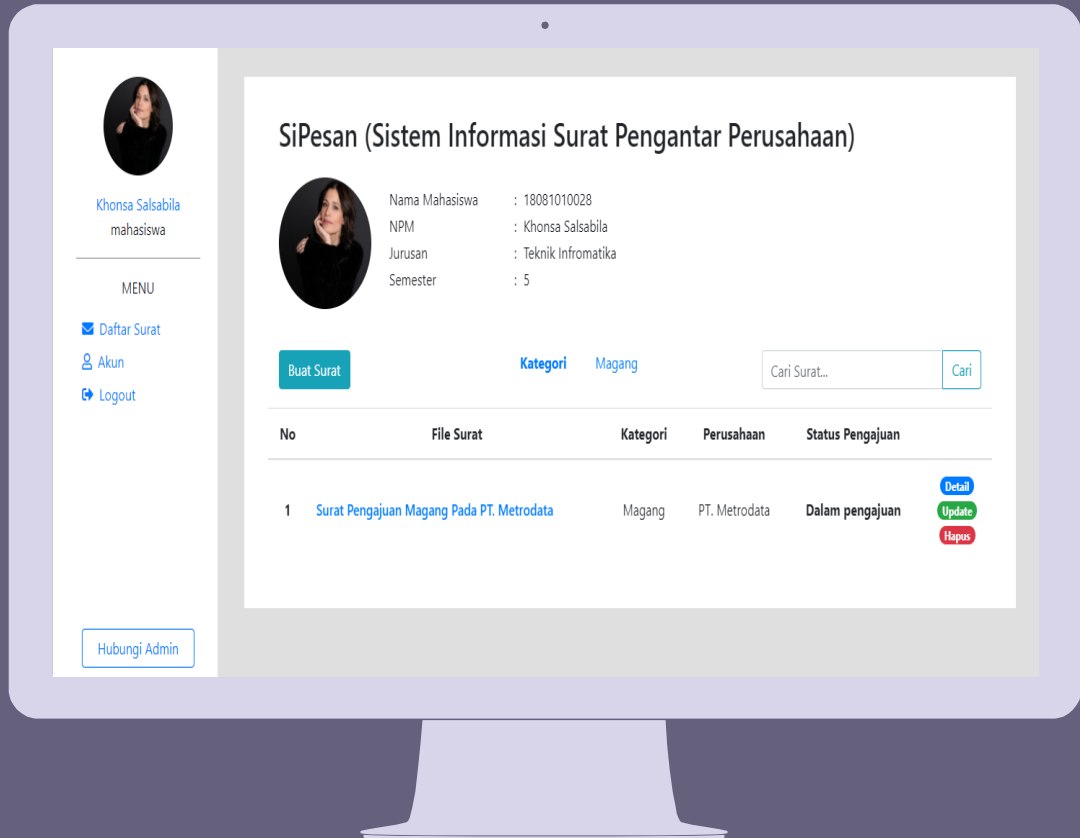 Khonsa Salsabila
mahasiswa
MENU
Daftar Surat
Akun
Logout
Hubungi Admin
SiPesan (Sistem Informasi Surat Pengantar Perusahaan)
Nama Mahasiswa : 18081010028
NPM : Khonsa Salsabila
Jurusan : Teknik Infromatika
Semester : 5
Buat Surat
Kategori Magang
Cari Surat... Cari
No File Surat Kategori Perusahaan Status Pengajuan
1 Surat Pengajuan Magang Pada PT. Metrodata Magang PT. Metrodata Dalam pengajuan
Detail
Update
Hapus